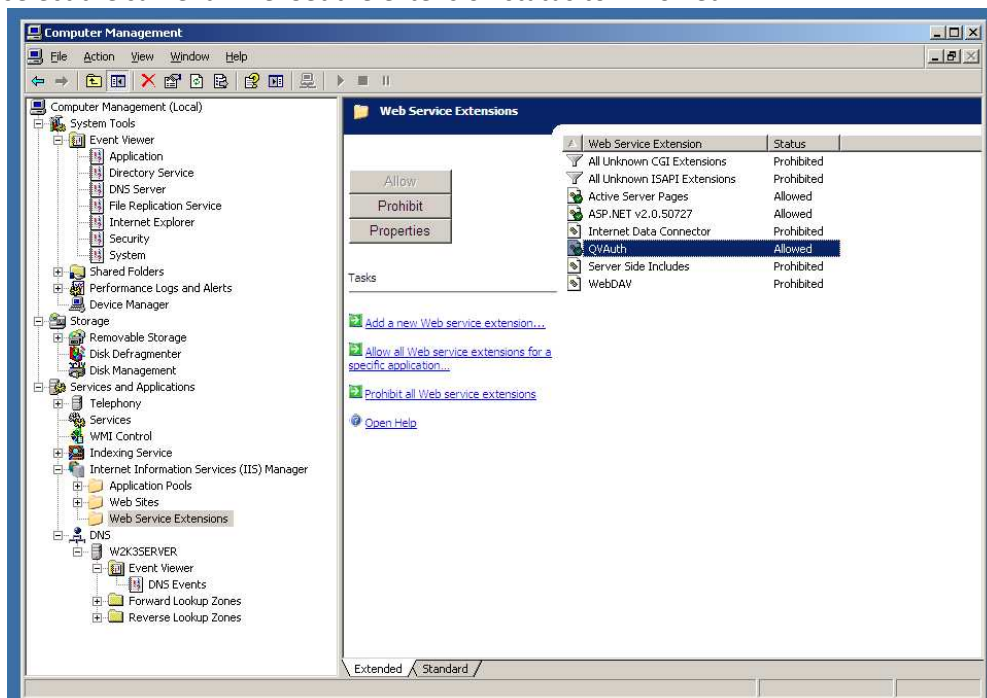 Computer Management
File Action View Window Help
Computer Management (Local)
System Tools
Event Viewer
Application
Directory Service
DNS Server
File Replication Service
Internet Explorer
Security
System
Shared Folders
Performance Logs and Alerts
Device Manager
Storage
Removable Storage
Disk Defragmenter
Disk Management
Services and Applications
Telephony
Services
WMI Control
Indexing Service
Internet Information Services (IIS) Manager
Application Pools
Web Sites
Web Service Extensions
DNS
W2K3SERVER
Event Viewer
DNS Events
Forward Lookup Zones
Reverse Lookup Zones
Web Service Extensions
Allow
Prohibit
Properties
Tasks
Add a new Web service extension...
Allow all Web service extensions for a
specific application...
Prohibit all Web service extensions
Open Help
Web Service Extension Status
All Unknown CGI Extensions Prohibited
All Unknown ISAPI Extensions Prohibited
Active Server Pages Allowed
ASP.NET v2.0.50727 Allowed
Internet Data Connector Prohibited
QVAuth Allowed
Server Side Includes Prohibited
WebDAV Prohibited
Extended Standard